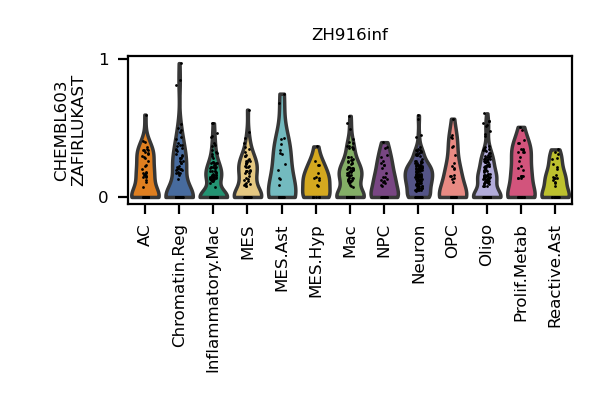 ZH916inf
CHEMBL603
ZAFIRLUKAST
1
0
AC
Chromatin.Reg
Inflammatory.Mac
MES
MES.Ast
MES.Hyp
Mac
NPC
Neuron
OPC
Oligo
Prolif.Metab
Reactive.Ast